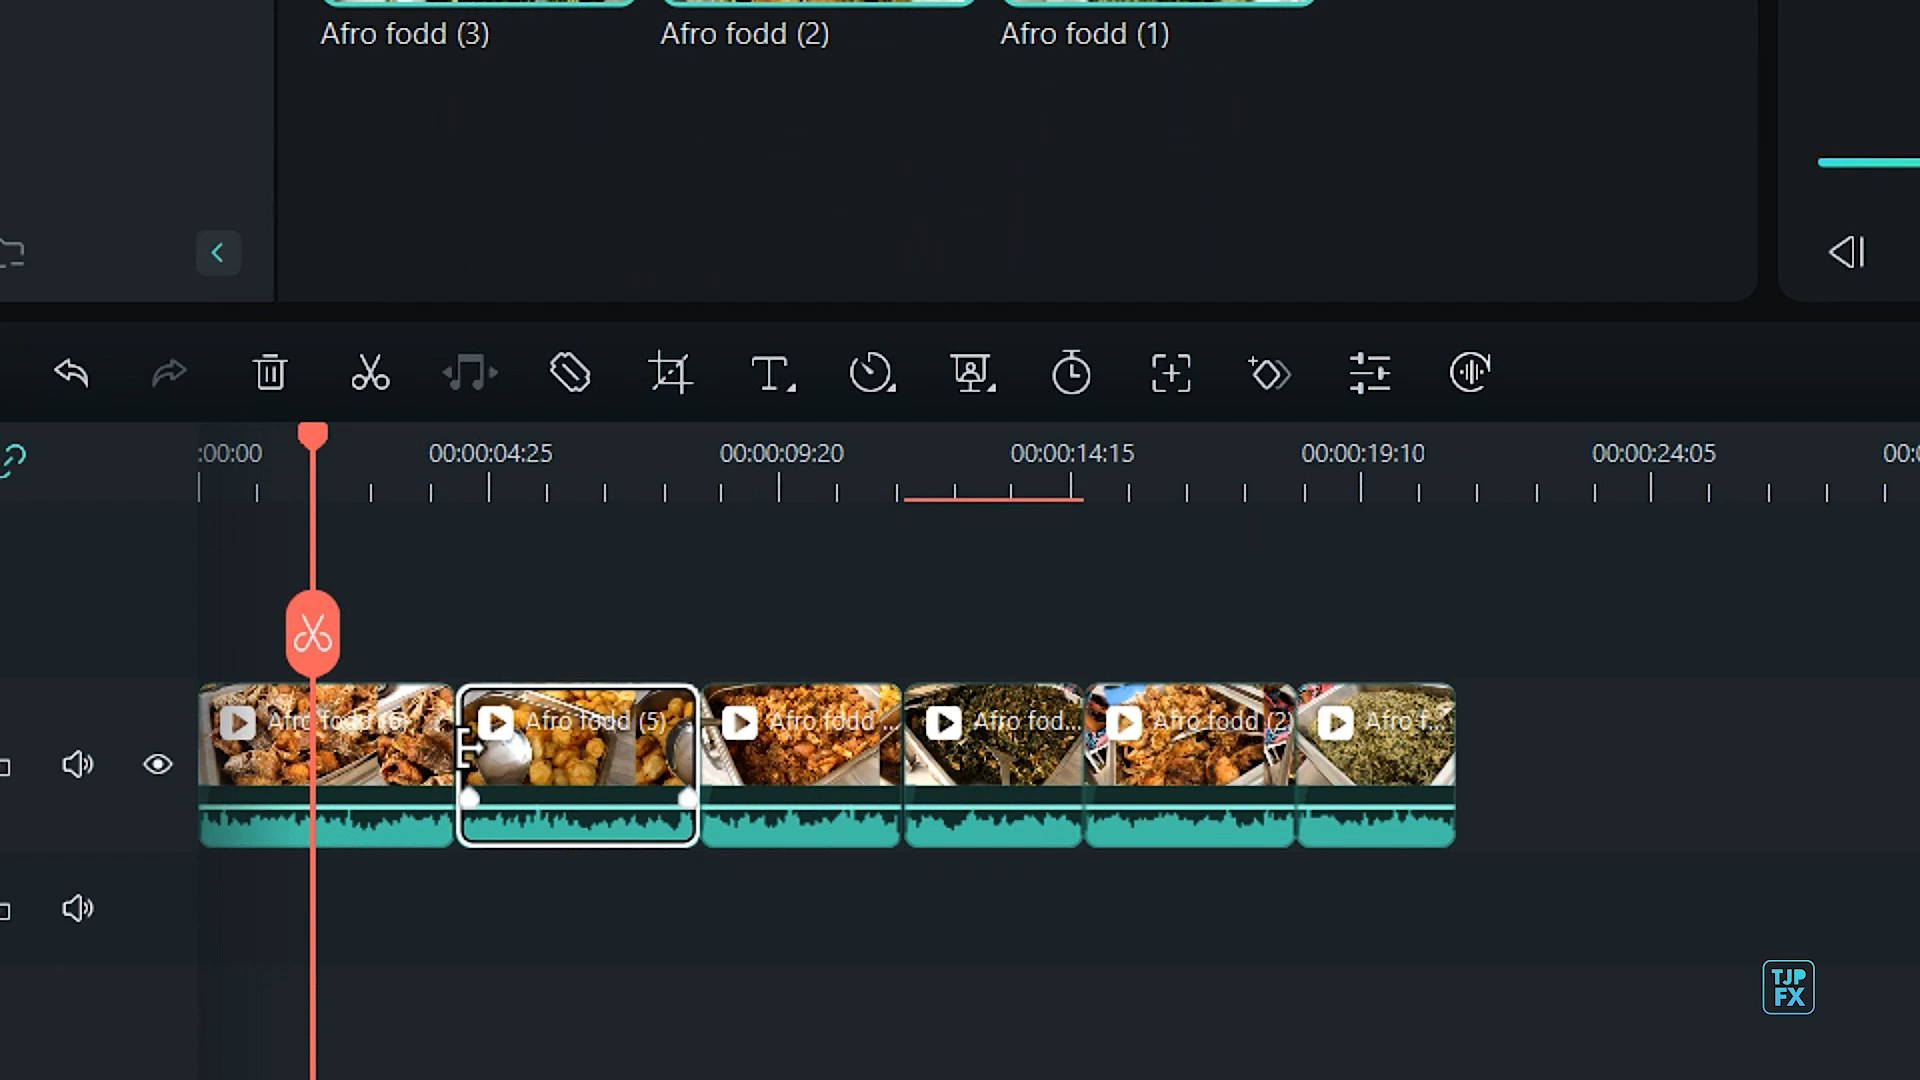 Afro fodd (3)
Afro fodd (2)
Afro fodd (1)
:00:00
00:00:04:25
00:00:09:20
00:00:14:15
00:00:19:10
00:00:24:05
00:
Afro fodd (6)
Afro fodd (5)
Afro fodd ...
Afro fod...
Afro fodd (2)
Afro f...
TJP
FX